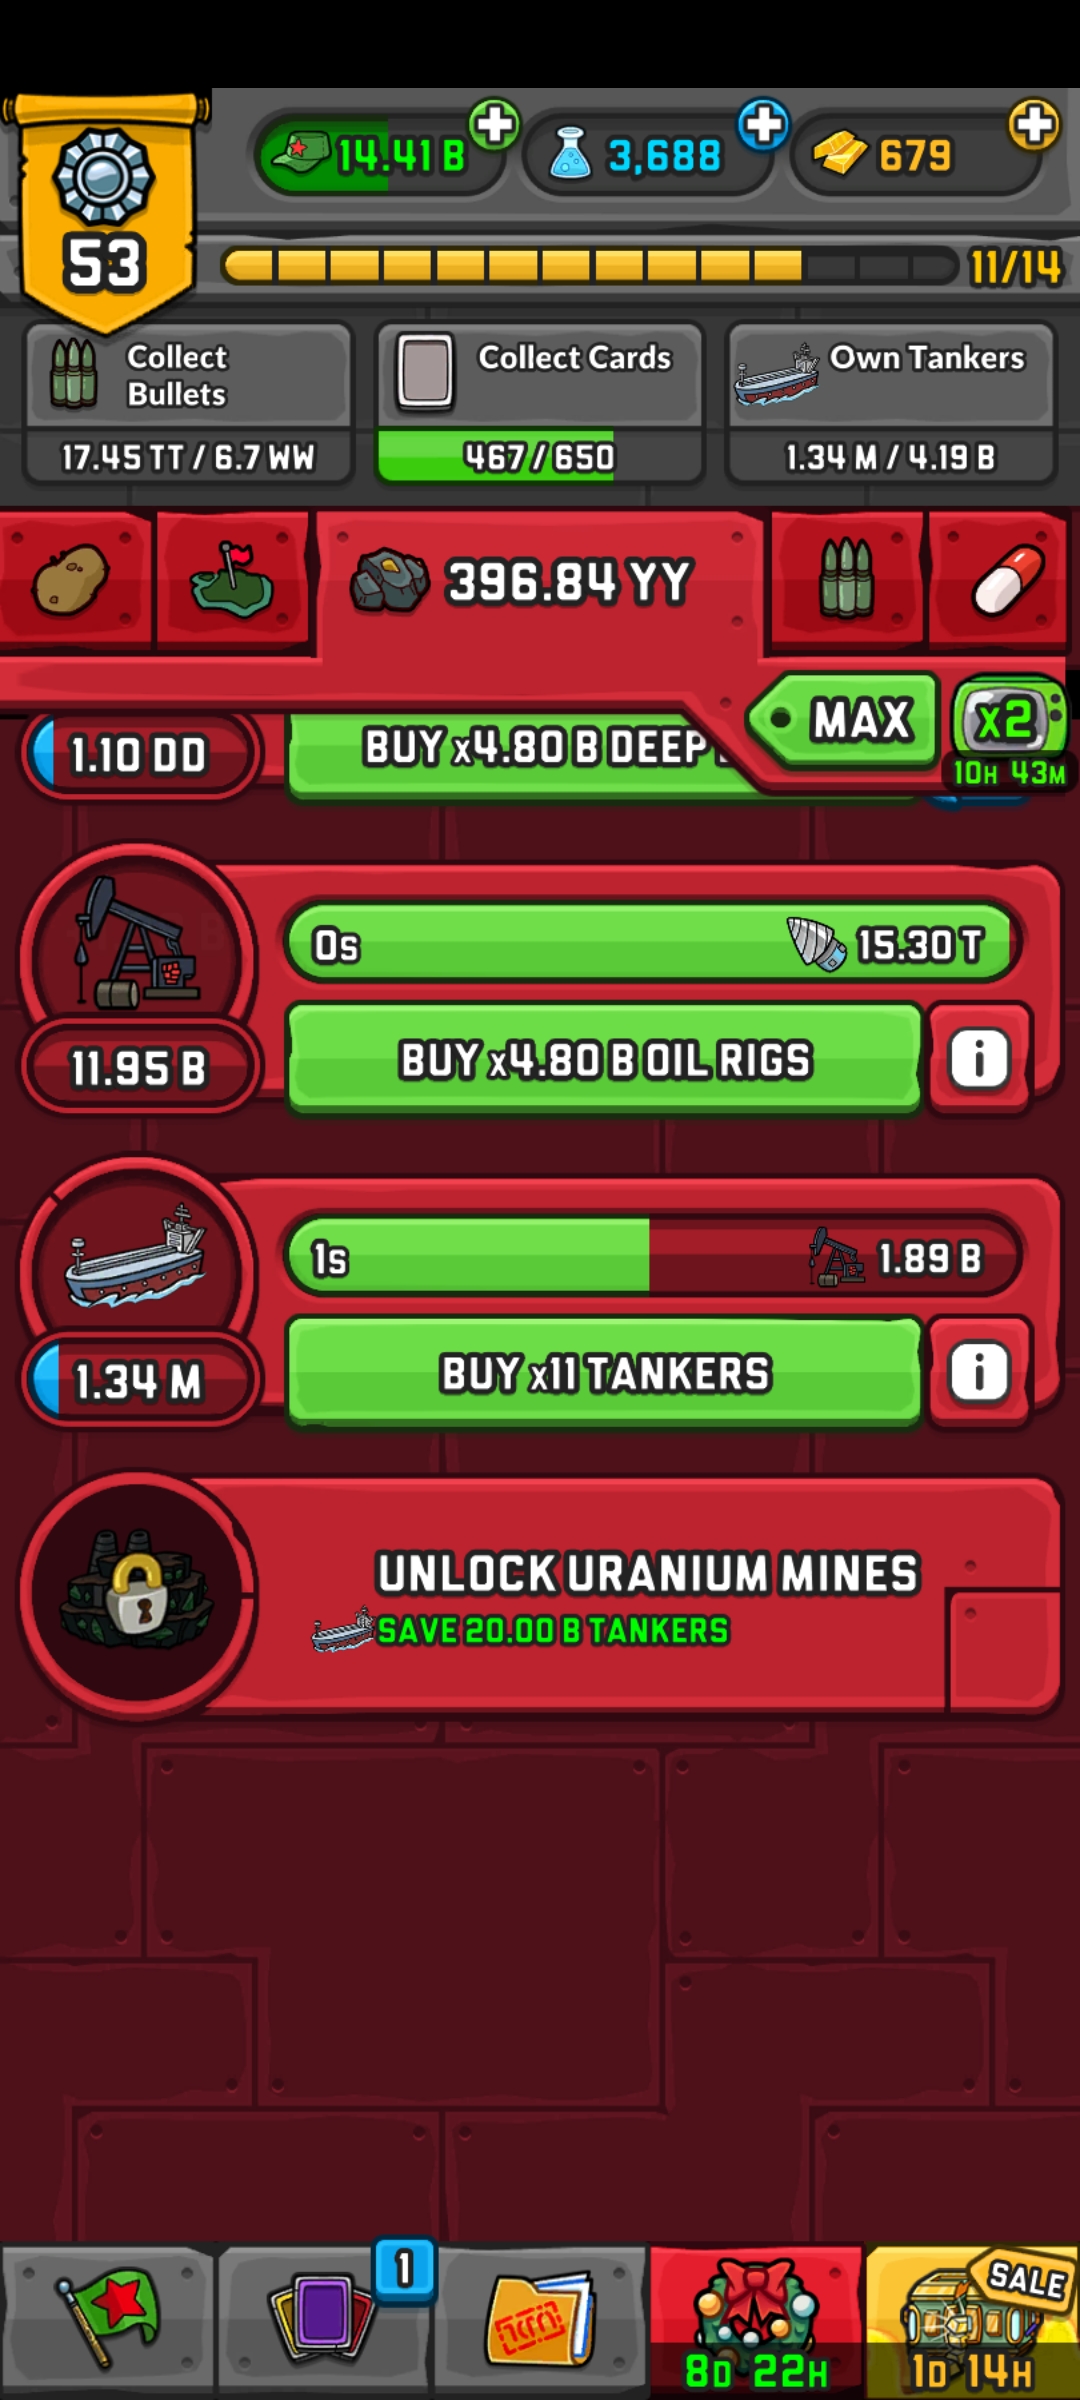 14.41 B
3,688
679
53
11/14
Collect
Bullets
17.45 TT / 6.7 WW
Collect Cards
467 / 650
Own Tankers
1.34 M / 4.19 B
396.84 YY
MAX
x2
10H 43M
1.10 DD
BUY x4.80 B DEEP
0s
15.30 T
11.95 B
BUY x4.80 B OIL RIGS
i
1s
1.89 B
1.34 M
BUY x11 TANKERS
i
UNLOCK URANIUM MINES
SAVE 20.00 B TANKERS
1
SALE
8D 22H
1D 14H